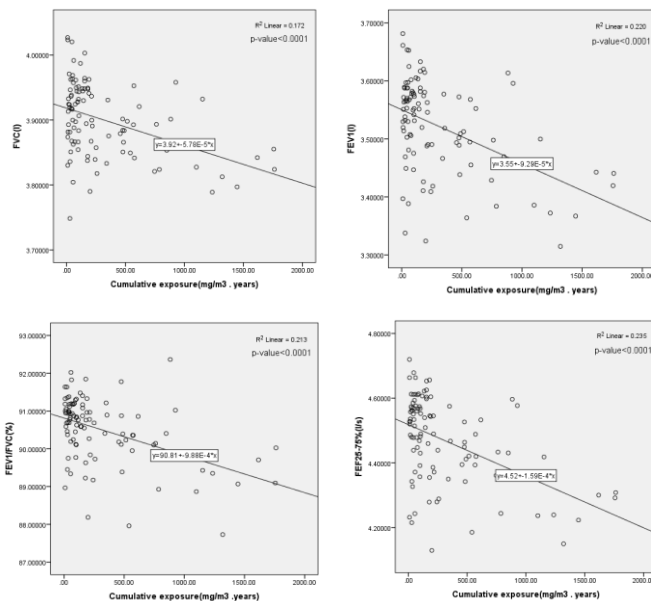 R² Linear = 0.172
p-value<0.0001
4.00000
3.90000
3.80000
3.70000
FVC(l)
y=3.92+-5.78E-5*x
.00 500.00 1000.00 1500.00 2000.00
Cumulative exposure(mg/m3 . years)
R² Linear = 0.220
p-value<0.0001
3.70000
3.60000
3.50000
3.40000
3.30000
FEV1(l)
y=3.55+-9.29E-5*x
.00 500.00 1000.00 1500.00 2000.00
Cumulative exposure(mg/m3 . years)
R² Linear = 0.213
p-value<0.0001
93.00000
92.00000
91.00000
90.00000
89.00000
88.00000
87.00000
FEV1/FVC(%)
y=90.81+-9.88E-4*x
.00 500.00 1000.00 1500.00 2000.00
Cumulative exposure(mg/m3 .years)
R² Linear = 0.235
p-value<0.0001
4.80000
4.60000
4.40000
4.20000
FEF25-75%(l/s)
y=4.52+-1.59E-4*x
.00 500.00 1000.00 1500.00 2000.00
Cumulative exposure(mg/m3 . years)